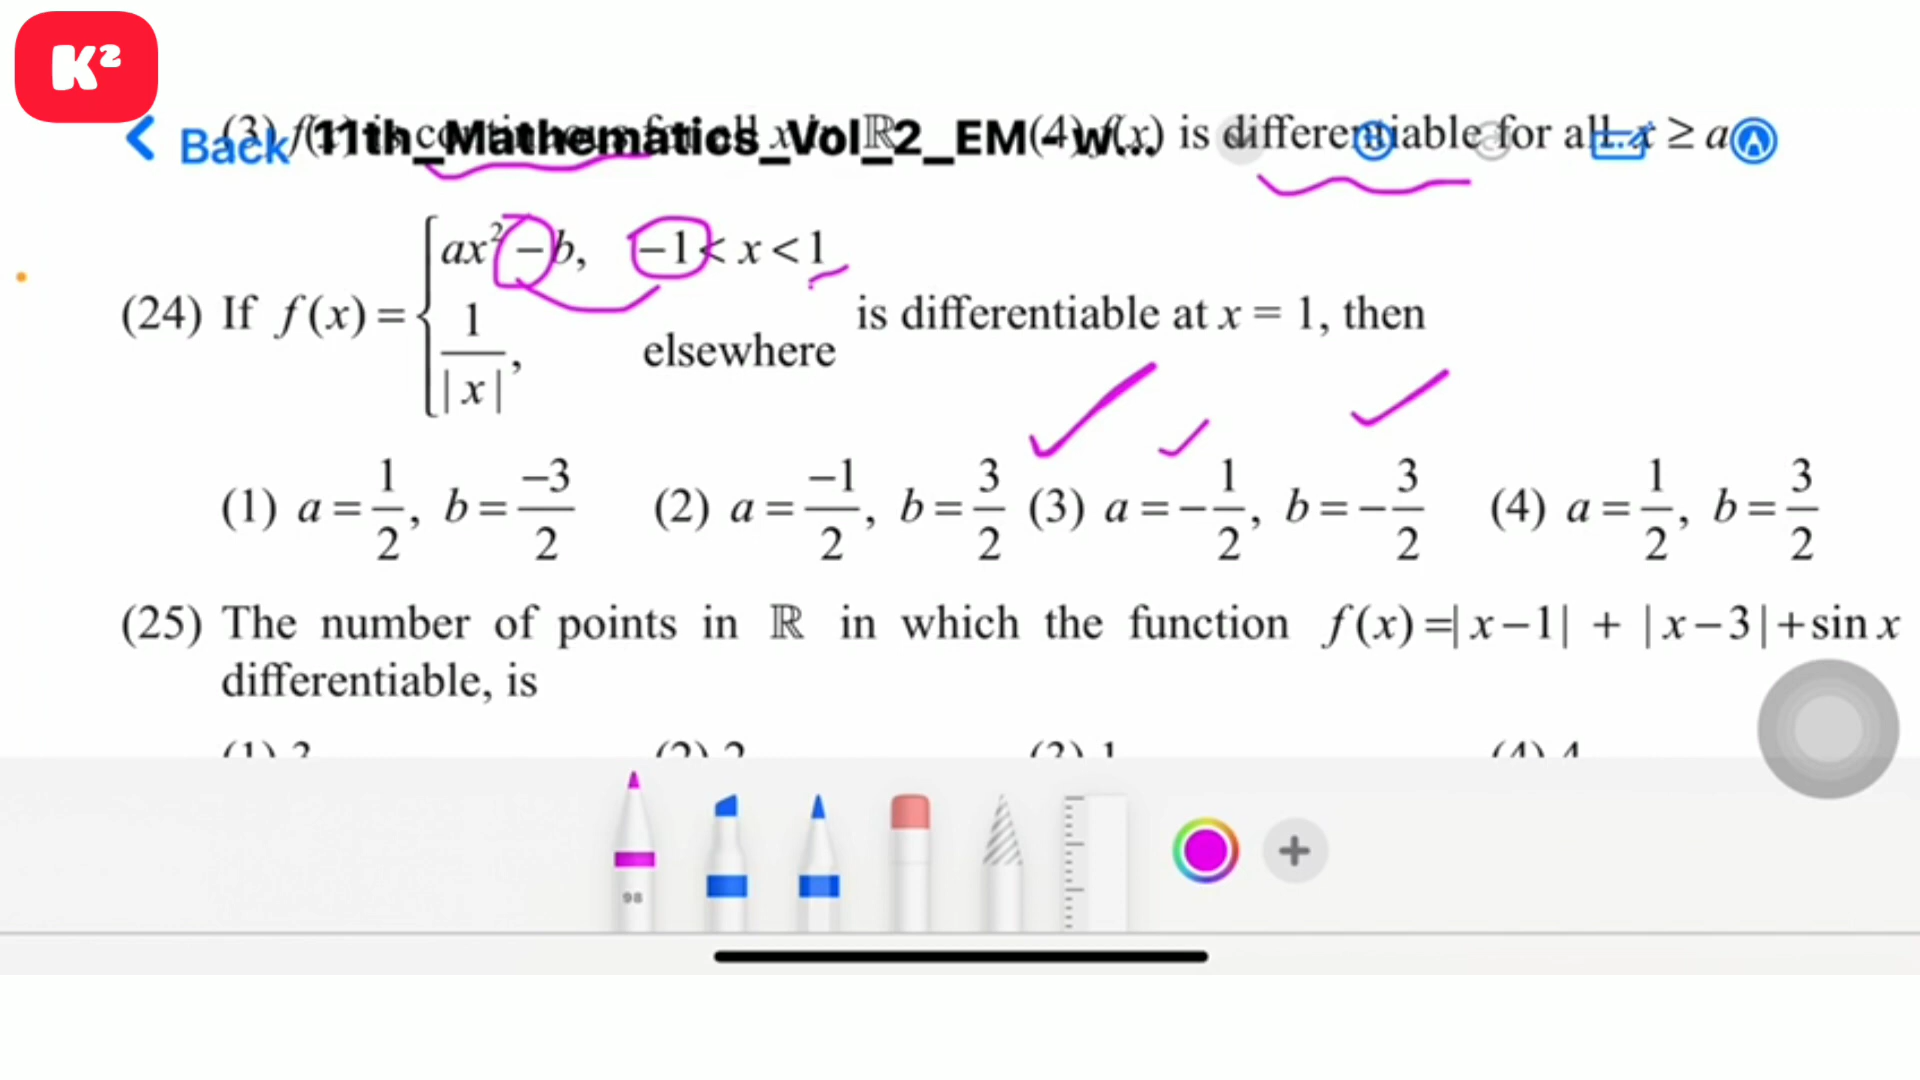 K²
Back 11th_Mathematics_Vol_2_EM - w...
(3) f(x) is continuous for all x in ℝ (4) f(x) is differentiable for all x ≥ a
(24) If f(x) = { ax² − b, −1 < x < 1
1/|x|, elsewhere
is differentiable at x = 1, then
(1) a = 1/2, b = −3/2 (2) a = −1/2, b = 3/2 (3) a = −1/2, b = −3/2 (4) a = 1/2, b = 3/2
(25) The number of points in ℝ in which the function f(x) = |x−1| + |x−3| + sin x
differentiable, is
98